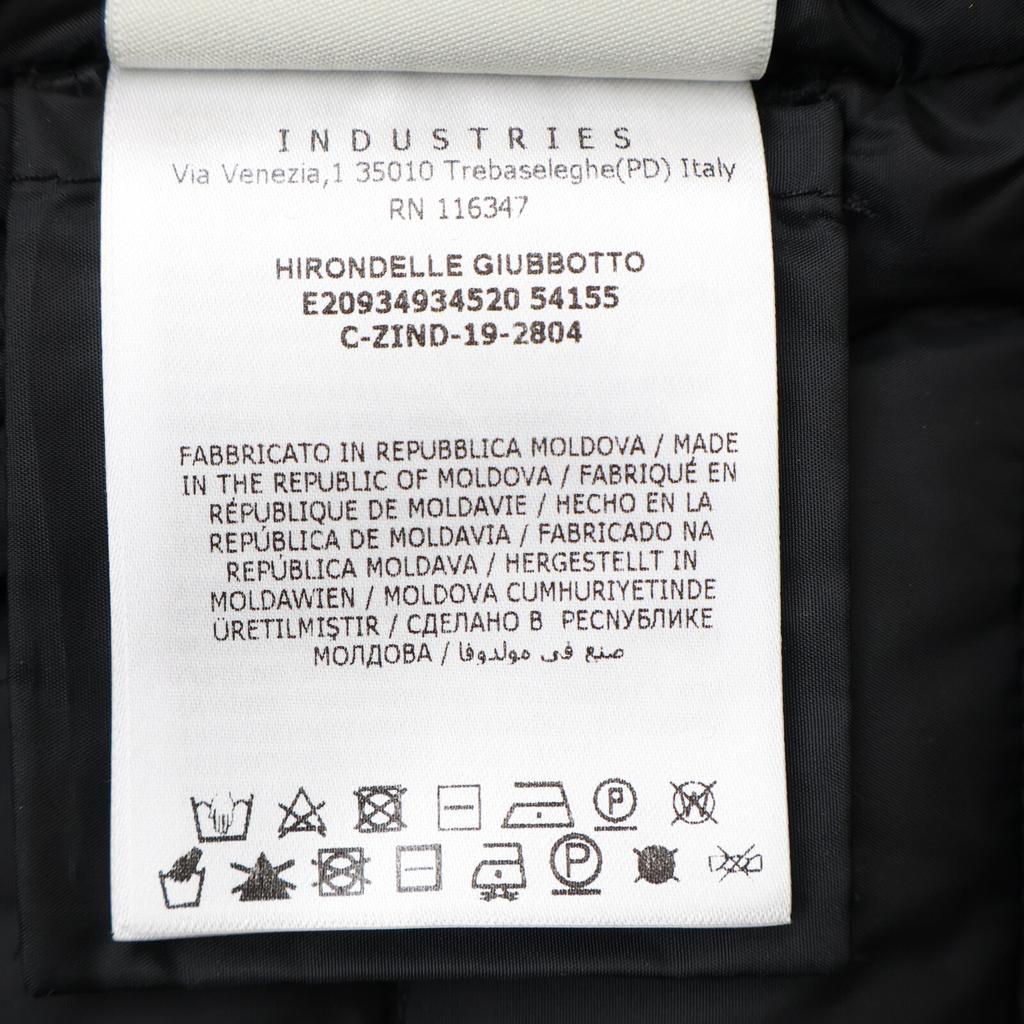 INDUSTRIES
Via Venezia,1 35010 Trebaseleghe(PD) Italy
RN 116347
HIRONDELLE GIUBBOTTO
E20934934520 54155
C-ZIND-19-2804
FABBRICATO IN REPUBBLICA MOLDOVA / MADE
IN THE REPUBLIC OF MOLDOVA / FABRIQUÉ EN
RÉPUBLIQUE DE MOLDAVIE / HECHO EN LA
REPÚBLICA DE MOLDAVIA / FABRICADO NA
REPÚBLICA MOLDAVA / HERGESTELLT IN
MOLDAWIEN / MOLDOVA CUMHURIYETINDE
ÜRETILMIŞTIR / СДЕЛАНО В РЕСПУБЛИКЕ
МОЛДОВА / صنع في مولدوفا
P W
P